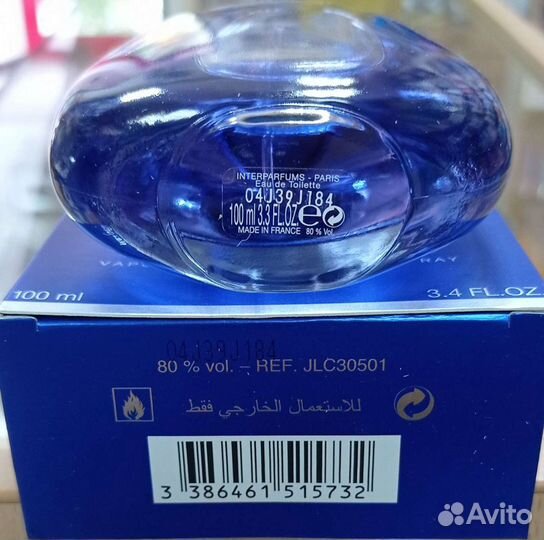 INTERPARFUMS - PARIS
Eau de Toilette
04J39J184
100 ml 3.3 FL.OZ e
MADE IN FRANCE 80 % Vol.
100 ml
3.4 FL.OZ
04J39J184
80 % vol. – REF. JLC30501
للاستعمال الخارجي فقط
3 386461 515732
Avito